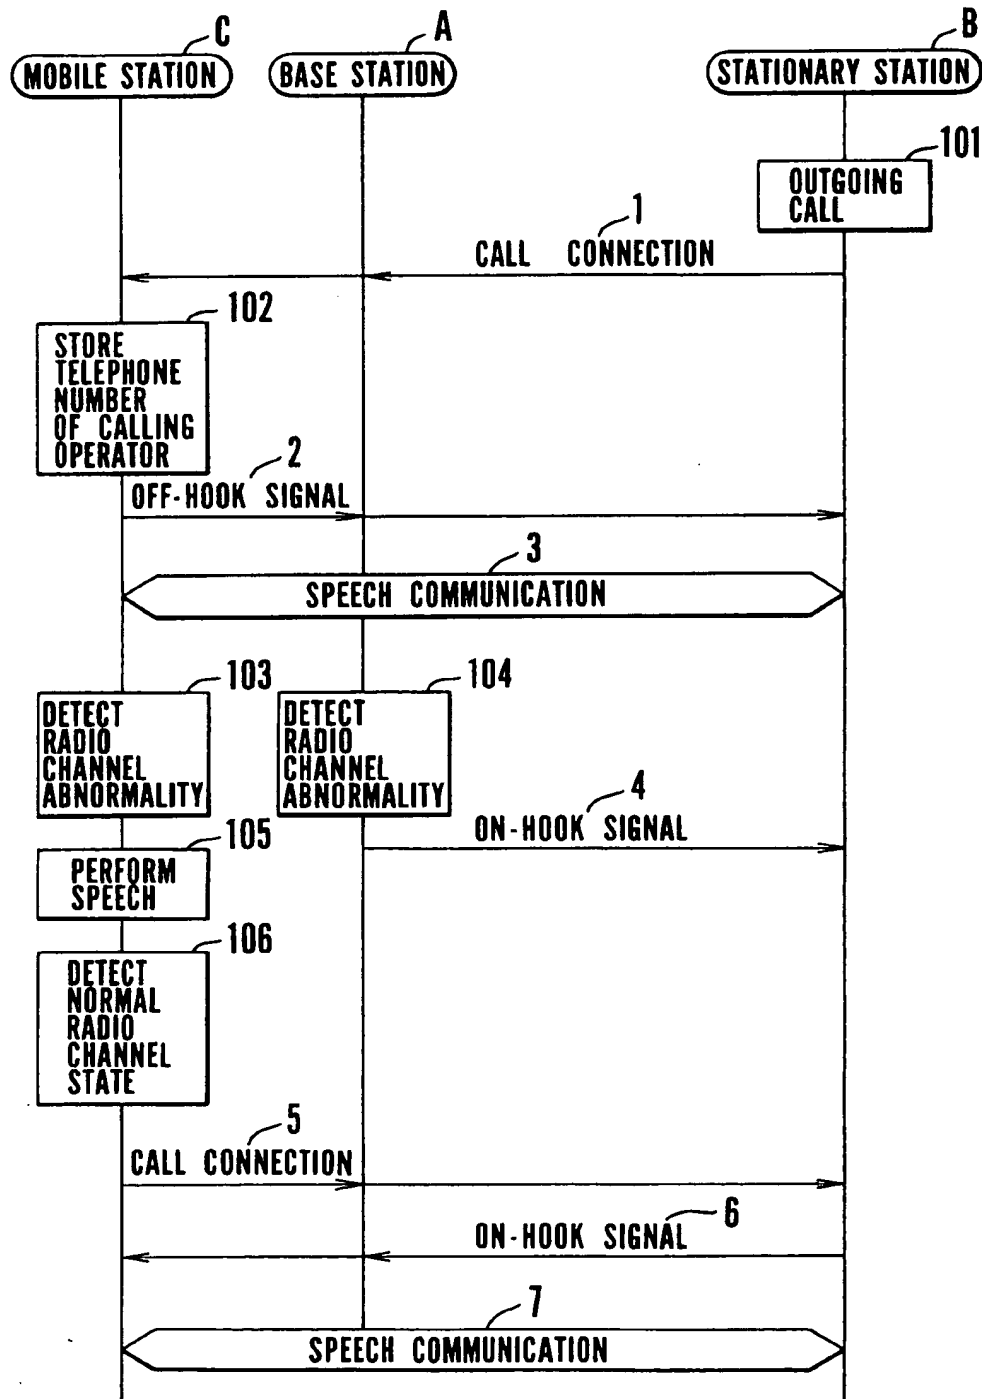 C
A
B
MOBILE STATION
BASE STATION
STATIONARY STATION
101
OUTGOING
CALL
1
CALL CONNECTION
102
STORE
TELEPHONE
NUMBER
OF CALLING
OPERATOR
2
OFF-HOOK SIGNAL
3
SPEECH COMMUNICATION
103
DETECT
RADIO
CHANNEL
ABNORMALITY
104
DETECT
RADIO
CHANNEL
ABNORMALITY
4
ON-HOOK SIGNAL
105
PERFORM
SPEECH
106
DETECT
NORMAL
RADIO
CHANNEL
STATE
5
CALL CONNECTION
6
ON-HOOK SIGNAL
7
SPEECH COMMUNICATION